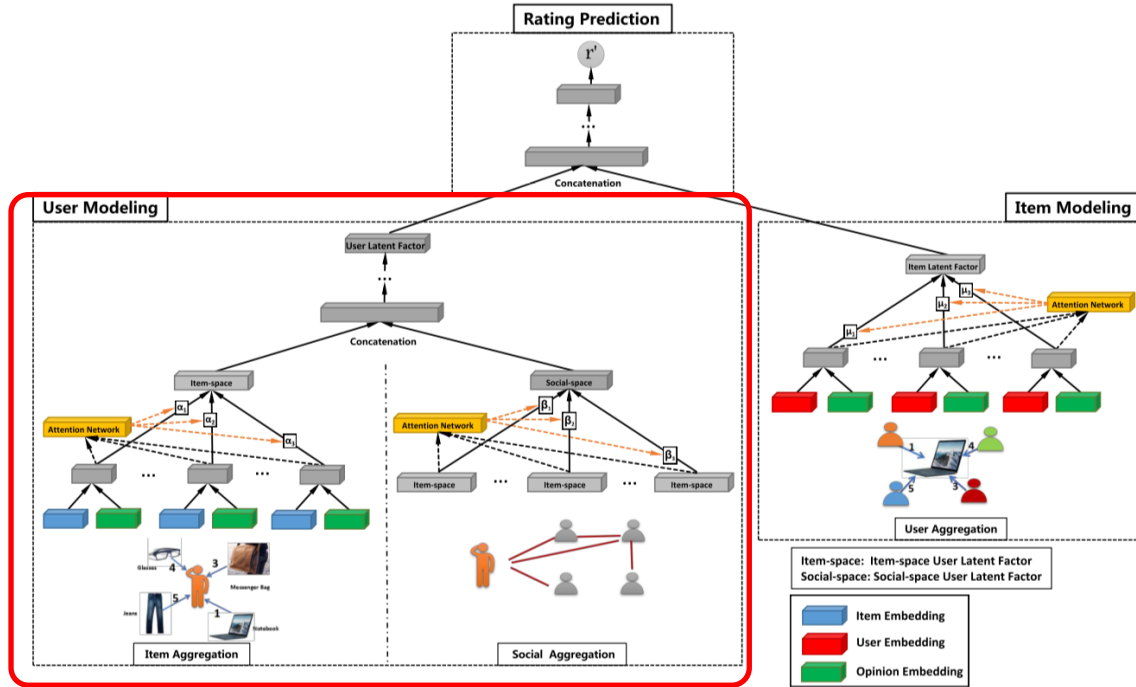 Rating Prediction
r'
...
Concatenation
User Modeling
User Latent Factor
...
Concatenation
Item-space
Social-space
α₁
α₂
α₃
Attention Network
β₁
β₂
β₃
Attention Network
...
...
Item-space
...
Item-space
...
Item-space
Glasses
4
3
Messenger Bag
Jeans
5
1
Notebook
Item Aggregation
Social Aggregation
Item Modeling
Item Latent Factor
μ₃
μ₂
μ₁
Attention Network
...
...
1
4
5
3
User Aggregation
Item-space: Item-space User Latent Factor
Social-space: Social-space User Latent Factor
Item Embedding
User Embedding
Opinion Embedding